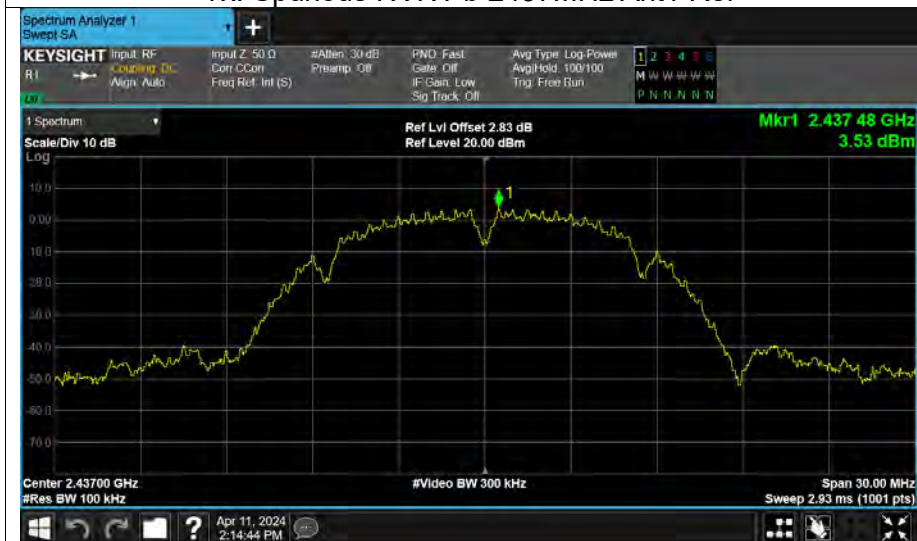 Spectrum Analyzer 1
Swept SA
+
KEYSIGHT Input: RF
Coupling: DC
Align: Auto
Input Z: 50 Ω
Corr CCorr
Freq Ref: Int (S)
#Atten: 30 dB
Preamp: Off
PNO: Fast
Gate: Off
IF Gain: Low
Sig Track: Off
Avg Type: Log-Power
Avg|Hold: 100/100
Trig: Free Run
1 2 3 4 5 6
M W W W W W
P N N N N N
1 Spectrum
Scale/Div 10 dB
Ref Lvl Offset 2.83 dB
Ref Level 20.00 dBm
Mkr1 2.437 48 GHz
3.53 dBm
Log
10.0
0.00
-10.0
-20.0
-30.0
-40.0
-50.0
-60.0
-70.0
1
Center 2.43700 GHz
#Res BW 100 kHz
#Video BW 300 kHz
Span 30.00 MHz
Sweep 2.93 ms (1001 pts)
?
Apr 11, 2024
2:14:44 PM